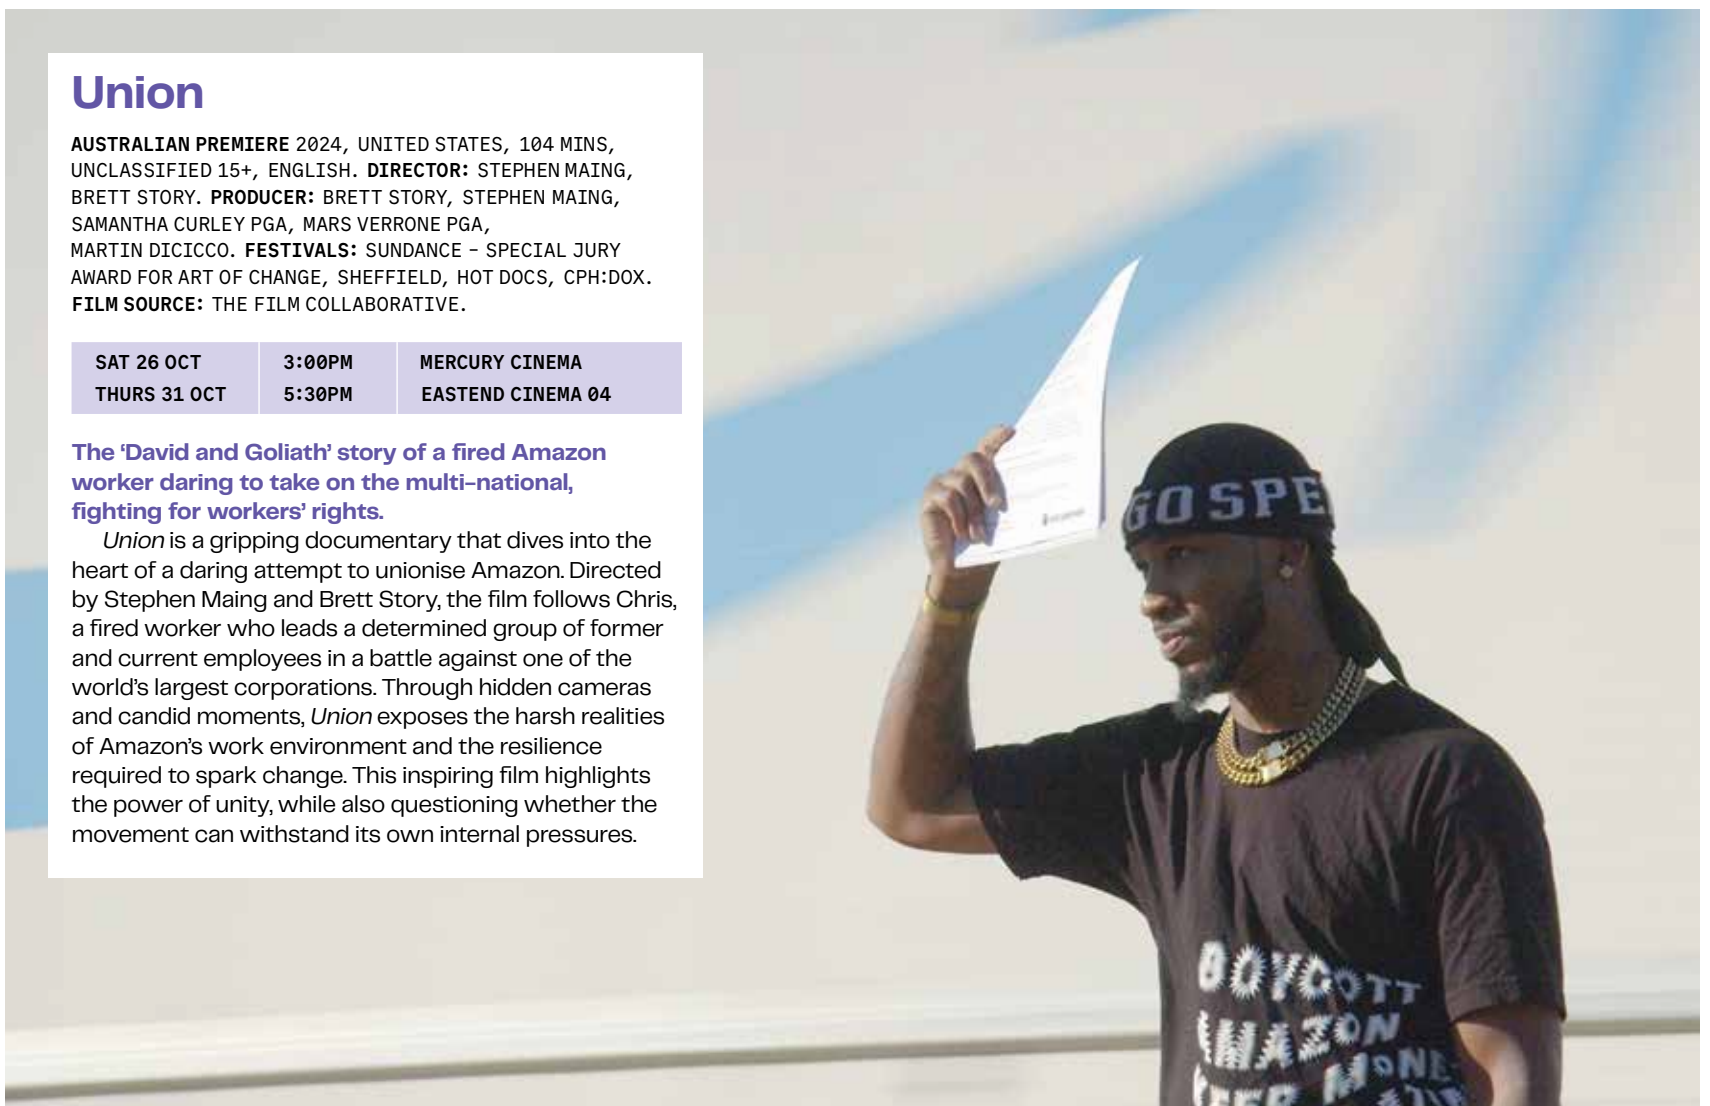 Union
AUSTRALIAN PREMIERE 2024, UNITED STATES, 104 MINS,
UNCLASSIFIED 15+, ENGLISH. DIRECTOR: STEPHEN MAING,
BRETT STORY. PRODUCER: BRETT STORY, STEPHEN MAING,
SAMANTHA CURLEY PGA, MARS VERRONE PGA,
MARTIN DICICCO. FESTIVALS: SUNDANCE – SPECIAL JURY
AWARD FOR ART OF CHANGE, SHEFFIELD, HOT DOCS, CPH:DOX.
FILM SOURCE: THE FILM COLLABORATIVE.
SAT 26 OCT 3:00PM MERCURY CINEMA
THURS 31 OCT 5:30PM EASTEND CINEMA 04
The ‘David and Goliath’ story of a fired Amazon
worker daring to take on the multi-national,
fighting for workers’ rights.
Union is a gripping documentary that dives into the
heart of a daring attempt to unionise Amazon. Directed
by Stephen Maing and Brett Story, the film follows Chris,
a fired worker who leads a determined group of former
and current employees in a battle against one of the
world’s largest corporations. Through hidden cameras
and candid moments, Union exposes the harsh realities
of Amazon’s work environment and the resilience
required to spark change. This inspiring film highlights
the power of unity, while also questioning whether the
movement can withstand its own internal pressures.
GO SPE
BOYCOTT
AMAZON